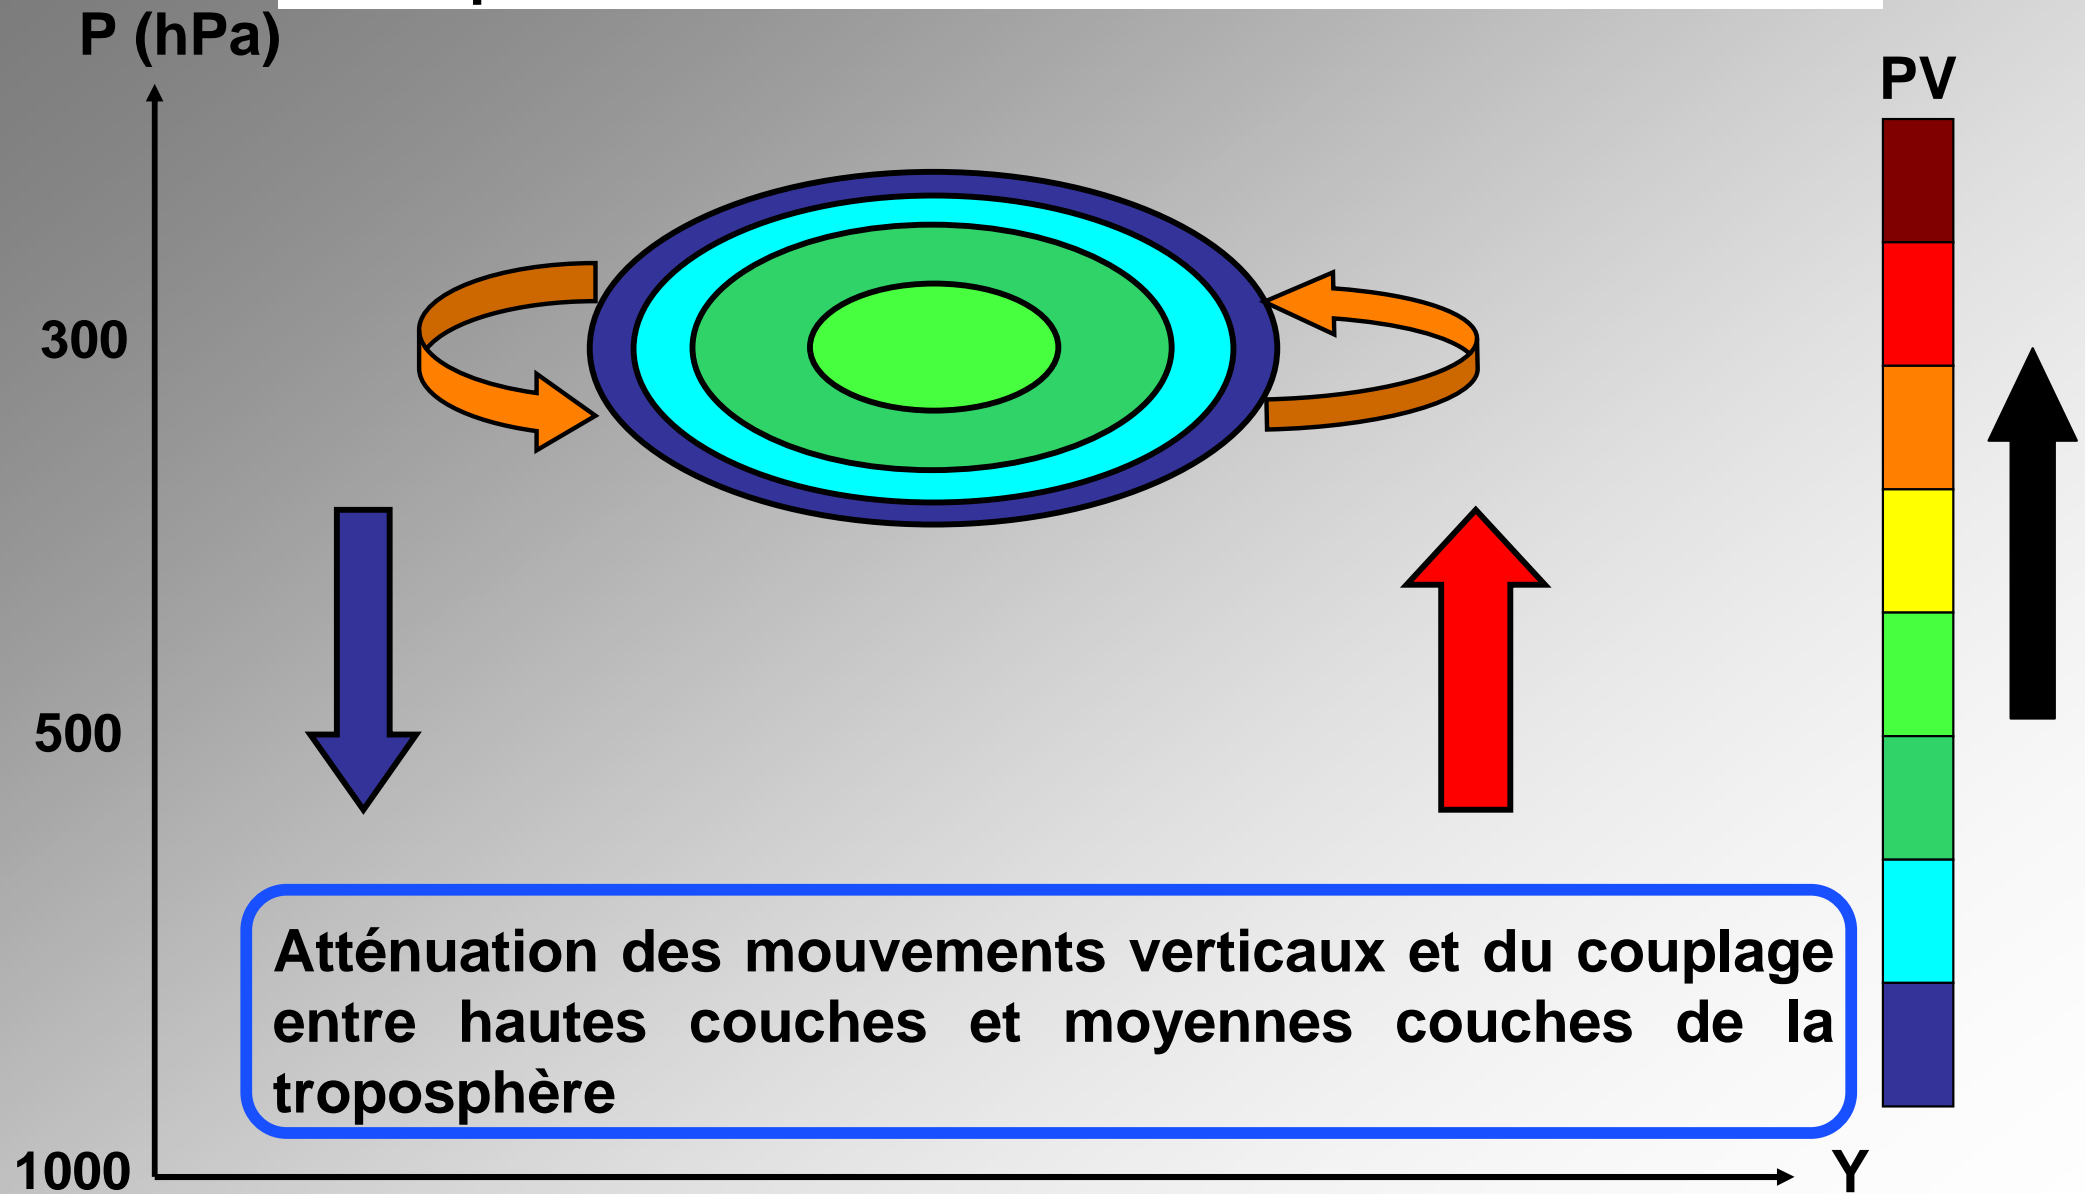 P (hPa)
PV
300
500
Atténuation des mouvements verticaux et du couplage
entre hautes couches et moyennes couches de la
troposphère
1000
Y